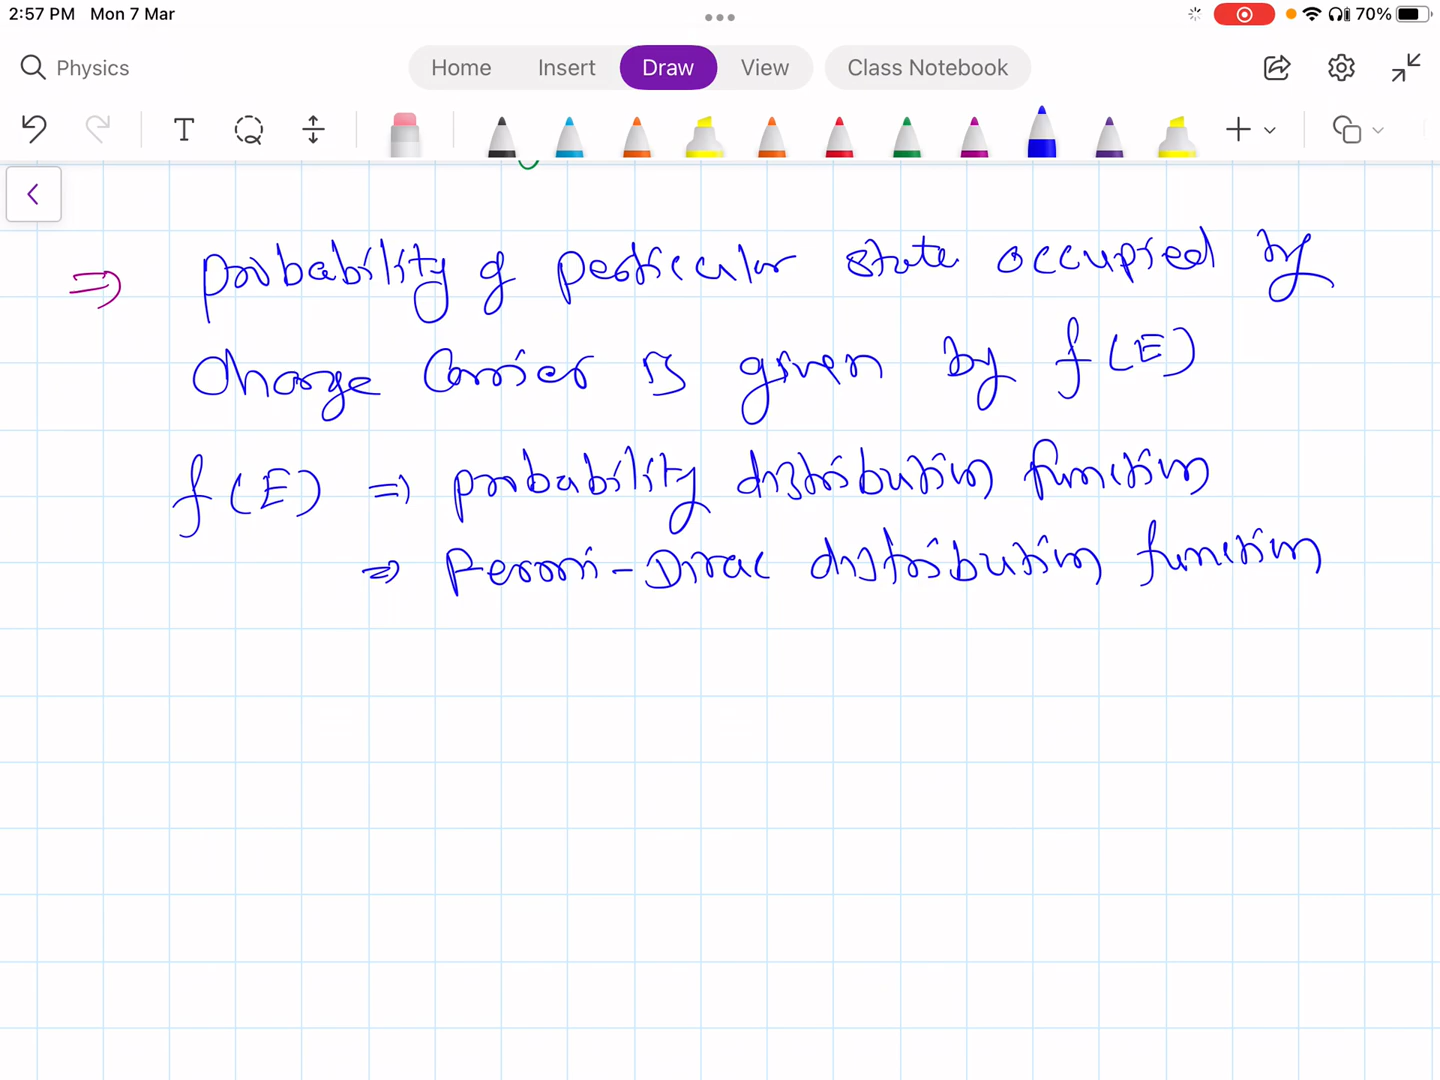 2:57 PM Mon 7 Mar 70%
Physics Home Insert Draw View Class Notebook
T
⇒ probability of perticular state occupied by
charge carrier is given by f(E)
f(E) ⇒ probability distribution function
⇒ Fermi-Dirac distribution function